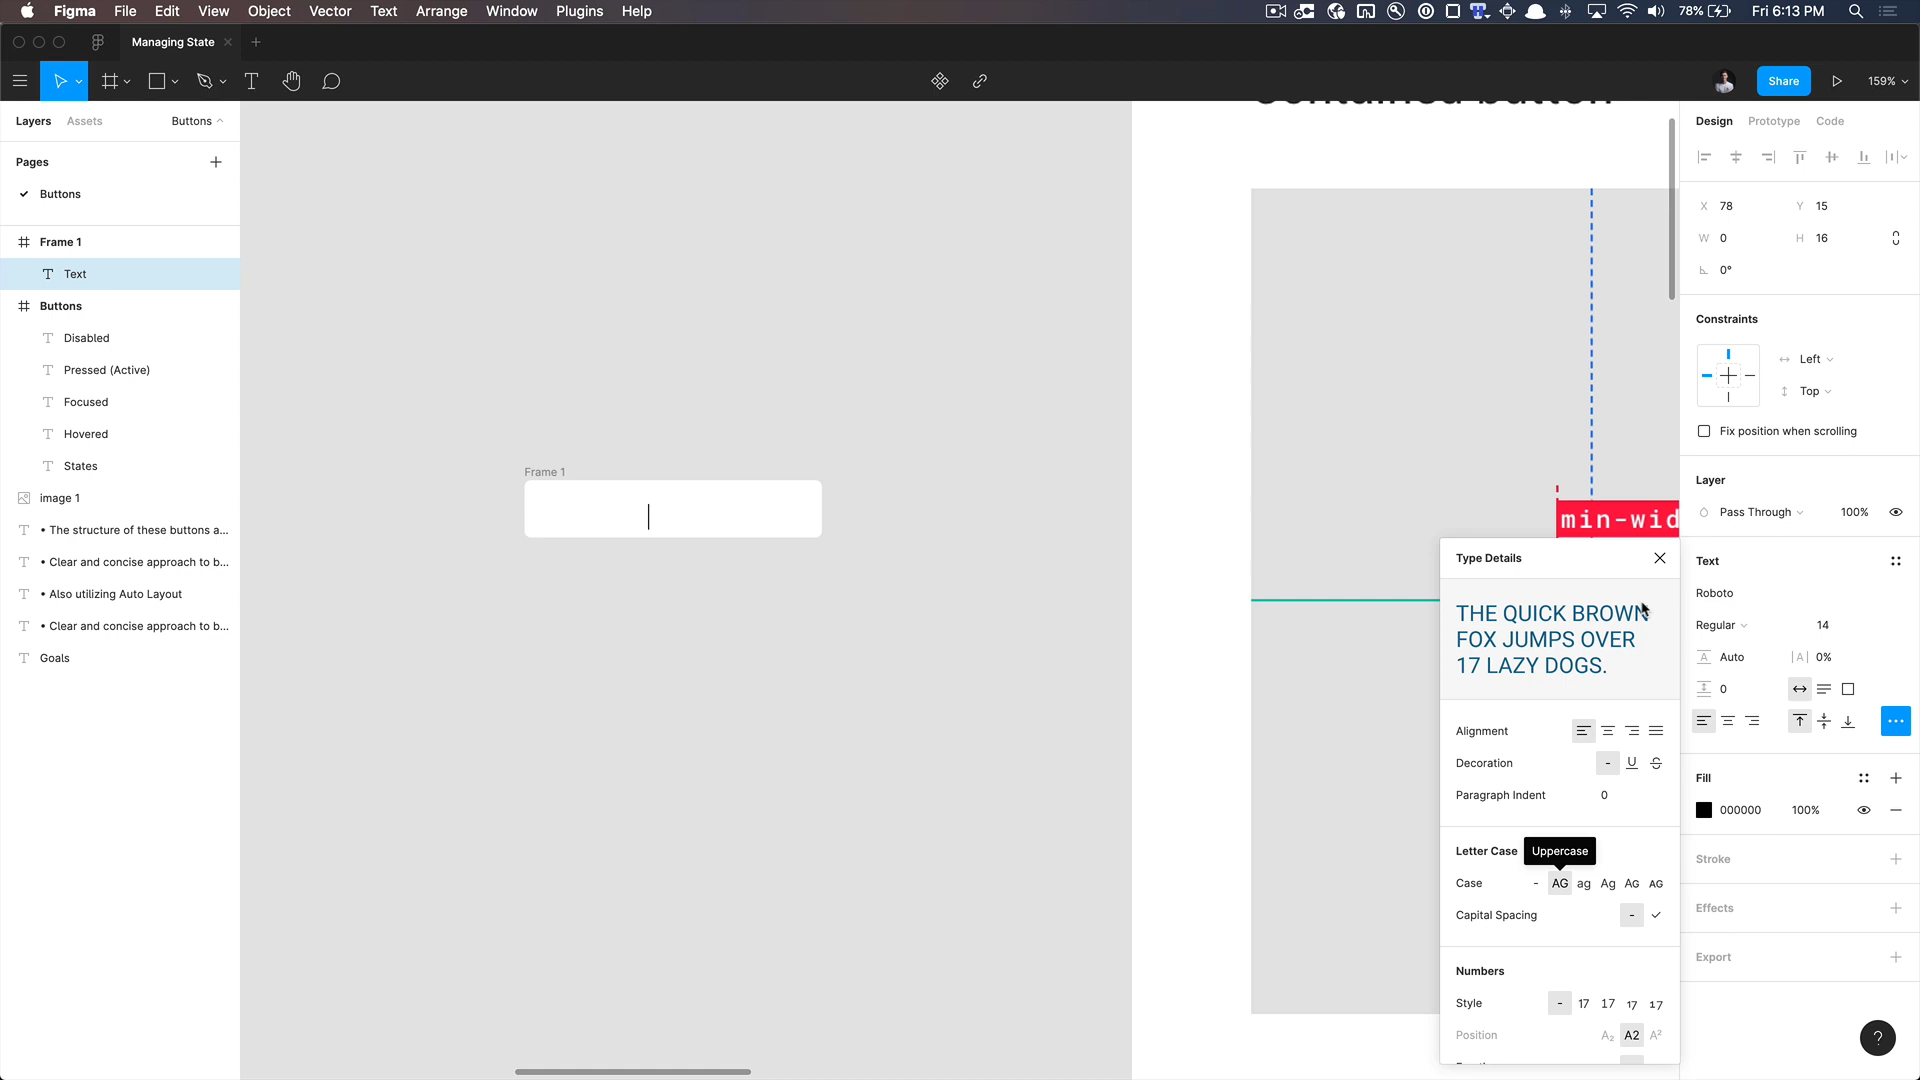 Figma File Edit View Object Vector Text Arrange Window Plugins Help
78% Fri 6:13 PM
Managing State
Share
159%
Layers Assets Buttons
Pages
Buttons
Frame 1
Text
Buttons
Disabled
Pressed (Active)
Focused
Hovered
States
image 1
• The structure of these buttons a...
• Clear and concise approach to b...
• Also utilizing Auto Layout
• Clear and concise approach to b...
Goals
Frame 1
Contained button
min-wid
Type Details
THE QUICK BROWN
FOX JUMPS OVER
17 LAZY DOGS.
Alignment
Decoration - U S
Paragraph Indent 0
Letter Case Uppercase
Case - AG ag Ag AG AG
Capital Spacing -
Numbers
Style - 17 17 17 17
Position A2 A2 A2
Design Prototype Code
X 78 Y 15
W 0 H 16
0°
Constraints
Left
Top
Fix position when scrolling
Layer
Pass Through 100%
Text
Roboto
Regular 14
A Auto |A| 0%
0
Fill
000000 100%
Stroke
Effects
Export
?